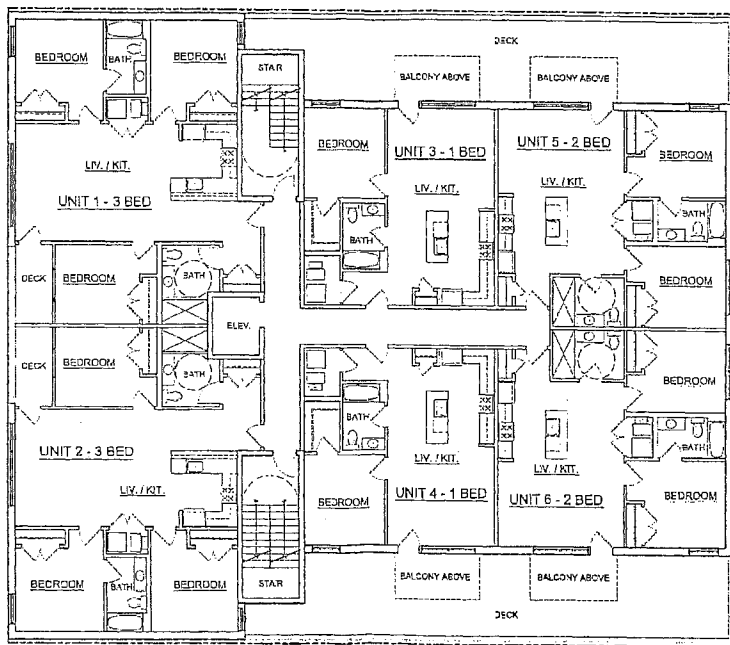 BEDROOM
BATH
BEDROOM
STAIR
DECK
BALCONY ABOVE
BALCONY ABOVE
LIV. / KIT.
UNIT 1 - 3 BED
BEDROOM
UNIT 3 - 1 BED
LIV. / KIT.
BATH
UNIT 5 - 2 BED
LIV. / KIT.
BEDROOM
BATH
DECK
BEDROOM
BATH
BEDROOM
ELEV.
DECK
BEDROOM
BATH
BEDROOM
UNIT 2 - 3 BED
LIV. / KIT.
BATH
LIV. / KIT.
BEDROOM
UNIT 4 - 1 BED
LIV. / KIT.
UNIT 6 - 2 BED
BATH
BEDROOM
BEDROOM
BATH
BEDROOM
STAIR
BALCONY ABOVE
BALCONY ABOVE
DECK